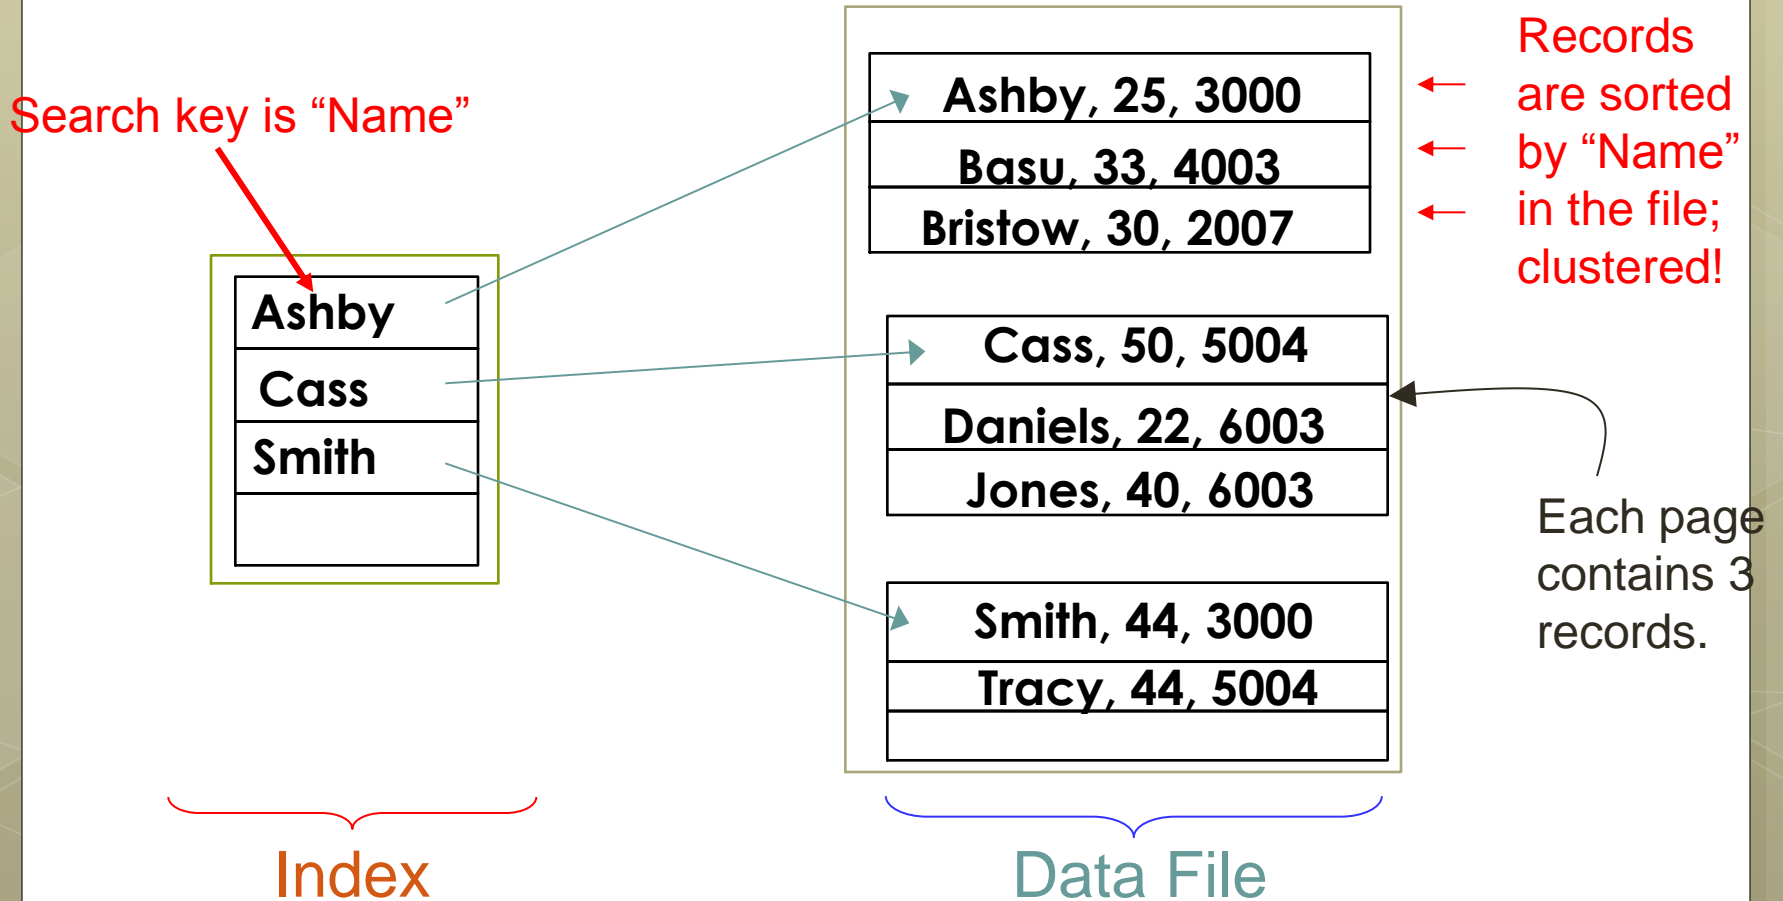 Search key is “Name”
Ashby
Cass
Smith
Ashby, 25, 3000
Basu, 33, 4003
Bristow, 30, 2007
Cass, 50, 5004
Daniels, 22, 6003
Jones, 40, 6003
Smith, 44, 3000
Tracy, 44, 5004
Records
are sorted
by “Name”
in the file;
clustered!
Each page
contains 3
records.
Index
Data File